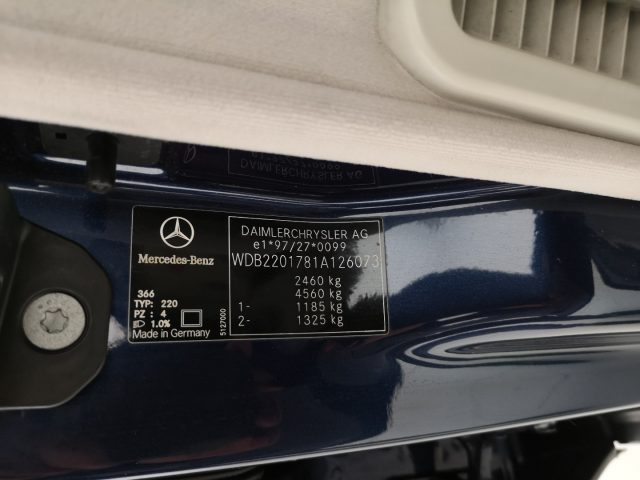 Mercedes-Benz
366
TYP: 220
PZ : 4
1.0%
Made in Germany
5127000
DAIMLERCHRYSLER AG
e1*97/27*0099
WDB2201781A126073
2460 kg
4560 kg
1- 1185 kg
2- 1325 kg